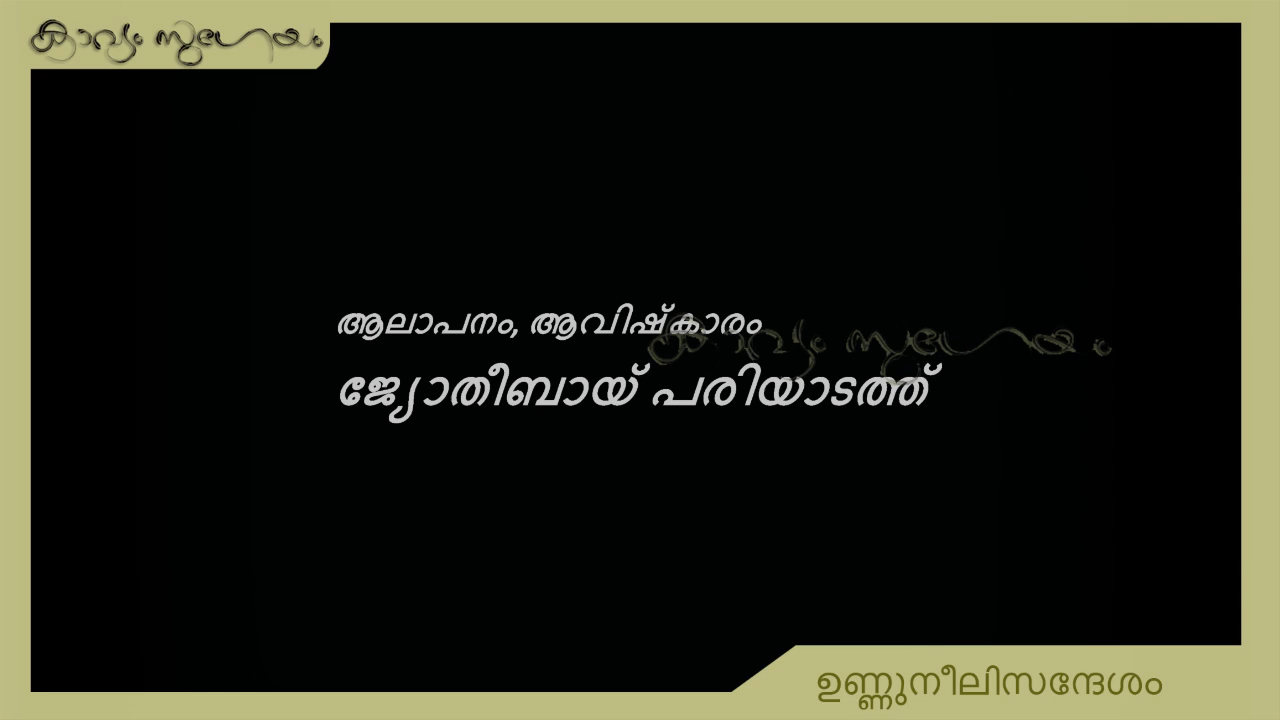 കാവ്യം സുഗേയം
ആലാപനം, ആവിഷ്കാരം
കാവ്യം സുഗേയം
ജ്യോതീബായ് പരിയാടത്ത്
ഉണ്ണുനീലിസന്ദേശം